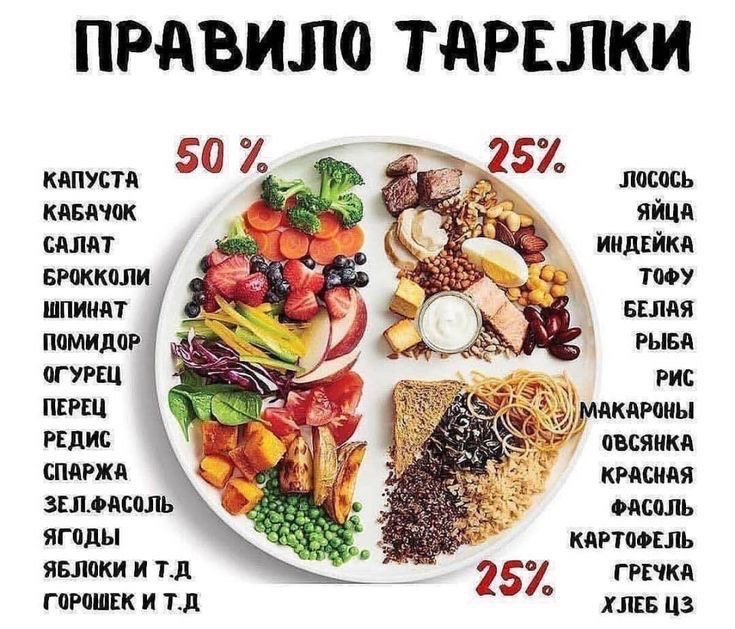 ПРАВИЛО ТАРЕЛКИ
50 %
КАПУСТА
КАБАЧОК
САЛАТ
БРОККОЛИ
ШПИНАТ
ПОМИДОР
ОГУРЕЦ
ПЕРЕЦ
РЕДИС
СПАРЖА
ЗЕЛ.ФАСОЛЬ
ЯГОДЫ
ЯБЛОКИ И Т.Д
ГОРОШЕК И Т.Д
25%
ЛОСОСЬ
ЯЙЦА
ИНДЕЙКА
ТОФУ
БЕЛАЯ
РЫБА
РИС
МАКАРОНЫ
ОВСЯНКА
КРАСНАЯ
ФАСОЛЬ
КАРТОФЕЛЬ
ГРЕЧКА
ХЛЕБ ЦЗ
25%